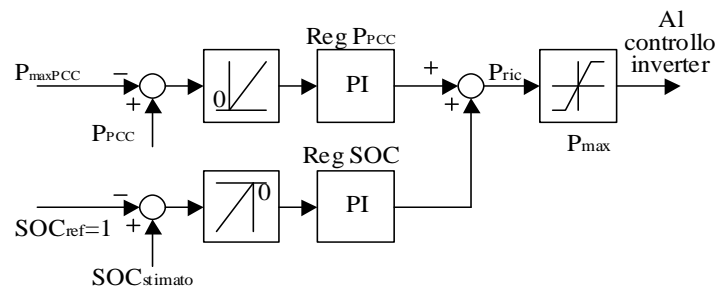 Reg PPCC
Al controllo inverter
PmaxPCC
−
+
PPCC
0
PI
+
+
Pric
Pmax
Reg SOC
−
+
SOCref=1
SOCstimato
0
PI